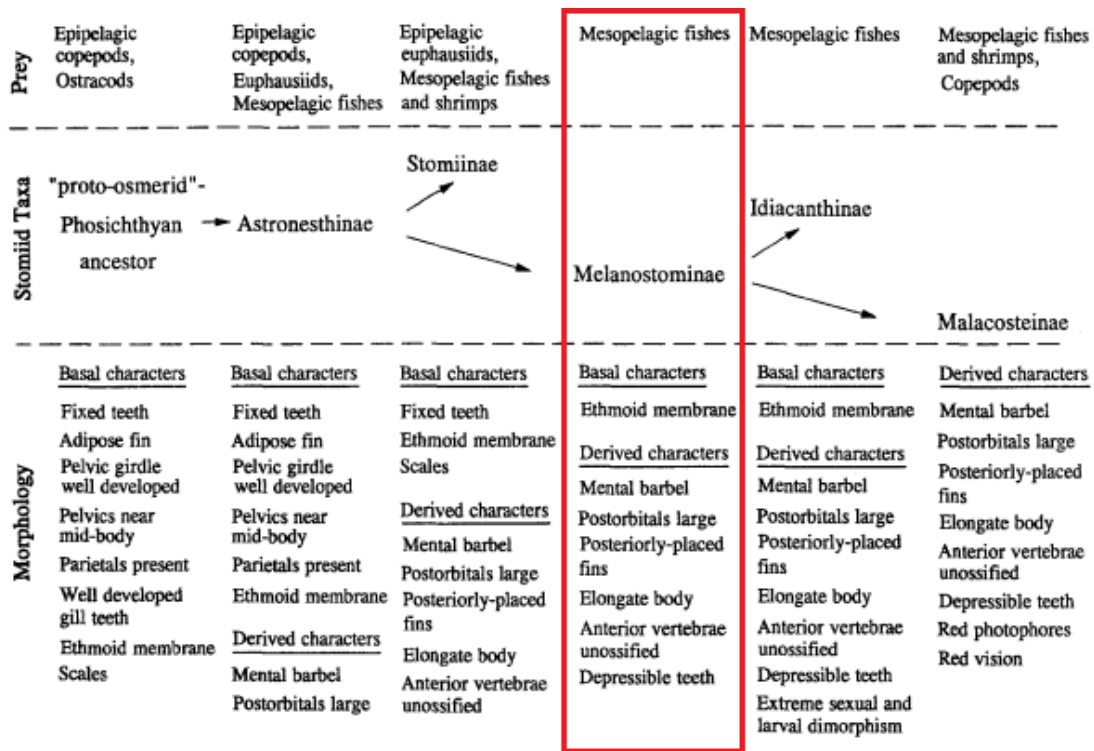 Prey
Epipelagic
copepods,
Ostracods
Epipelagic
copepods,
Euphausiids,
Mesopelagic fishes
Epipelagic
euphausiids,
Mesopelagic fishes
and shrimps
Mesopelagic fishes
Mesopelagic fishes
Mesopelagic fishes
and shrimps,
Copepods
Stomiid Taxa
"proto-osmerid"-
Phosichthyan
ancestor
Astronesthinae
Stomiinae
Melanostominae
Idiacanthinae
Malacosteinae
Morphology
Basal characters
Fixed teeth
Adipose fin
Pelvic girdle
well developed
Pelvics near
mid-body
Parietals present
Well developed
gill teeth
Ethmoid membrane
Scales
Basal characters
Fixed teeth
Adipose fin
Pelvic girdle
well developed
Pelvics near
mid-body
Parietals present
Ethmoid membrane
Derived characters
Mental barbel
Postorbitals large
Basal characters
Fixed teeth
Ethmoid membrane
Scales
Derived characters
Mental barbel
Postorbitals large
Posteriorly-placed
fins
Elongate body
Anterior vertebrae
unossified
Basal characters
Ethmoid membrane
Derived characters
Mental barbel
Postorbitals large
Posteriorly-placed
fins
Elongate body
Anterior vertebrae
unossified
Depressible teeth
Basal characters
Ethmoid membrane
Derived characters
Mental barbel
Postorbitals large
Posteriorly-placed
fins
Elongate body
Anterior vertebrae
unossified
Depressible teeth
Extreme sexual and
larval dimorphism
Derived characters
Mental barbel
Postorbitals large
Posteriorly-placed
fins
Elongate body
Anterior vertebrae
unossified
Depressible teeth
Red photophores
Red vision